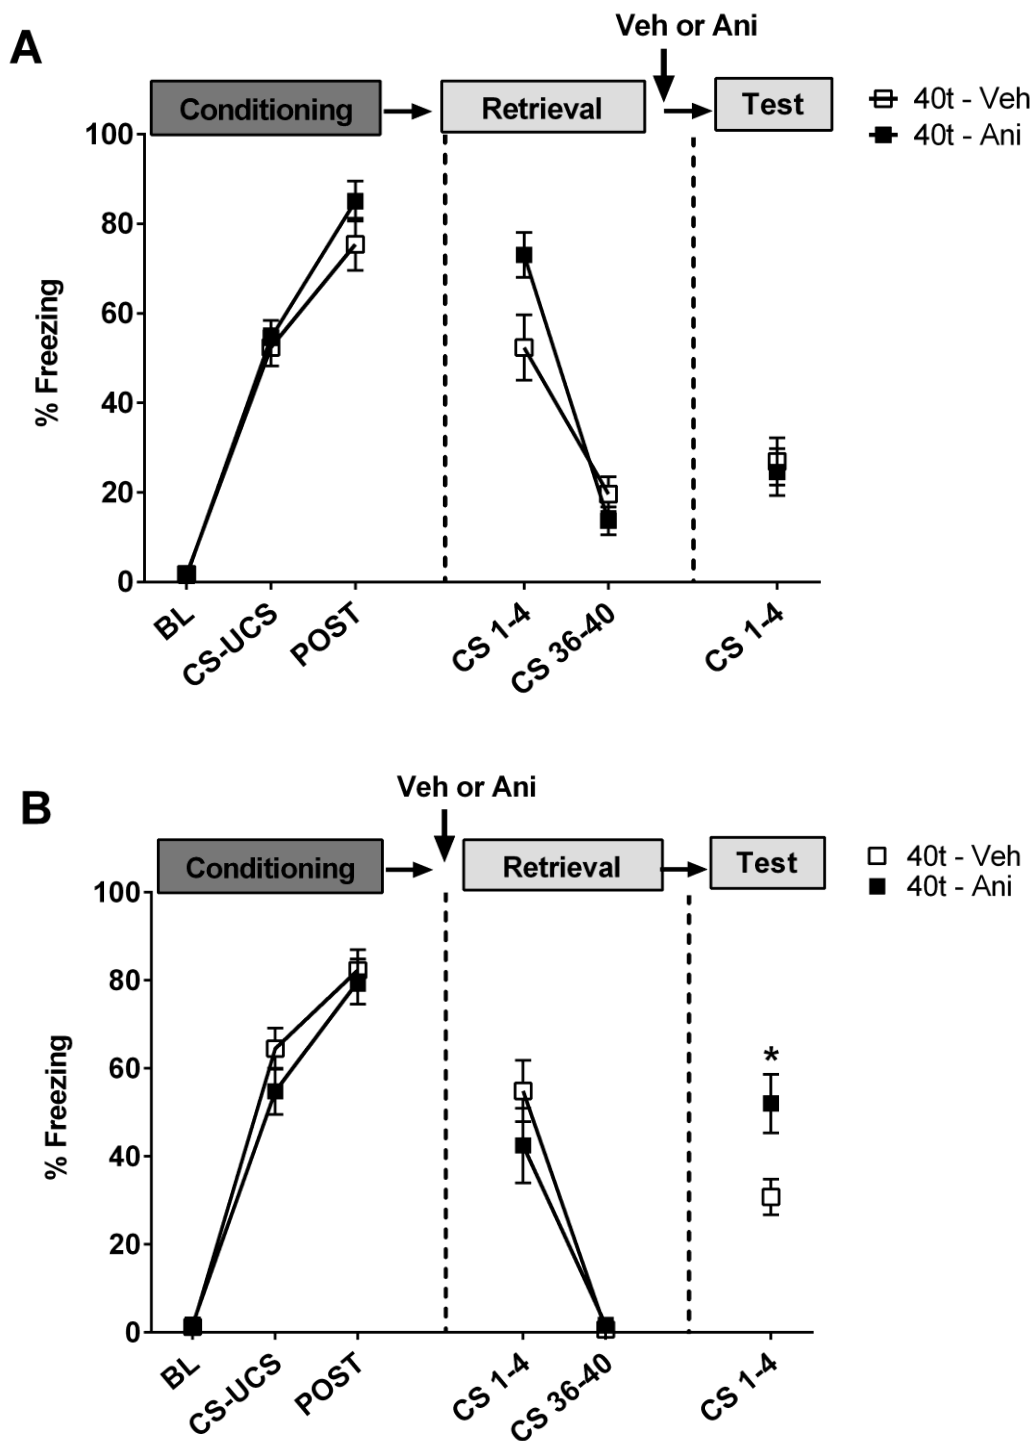 A
Veh or Ani
Conditioning
Retrieval
Test
40t - Veh
40t - Ani
100
80
60
40
20
0
% Freezing
BL
CS-UCS
POST
CS 1-4
CS 36-40
CS 1-4
B
Veh or Ani
Conditioning
Retrieval
Test
40t - Veh
40t - Ani
100
80
60
40
20
0
% Freezing
*
BL
CS-UCS
POST
CS 1-4
CS 36-40
CS 1-4